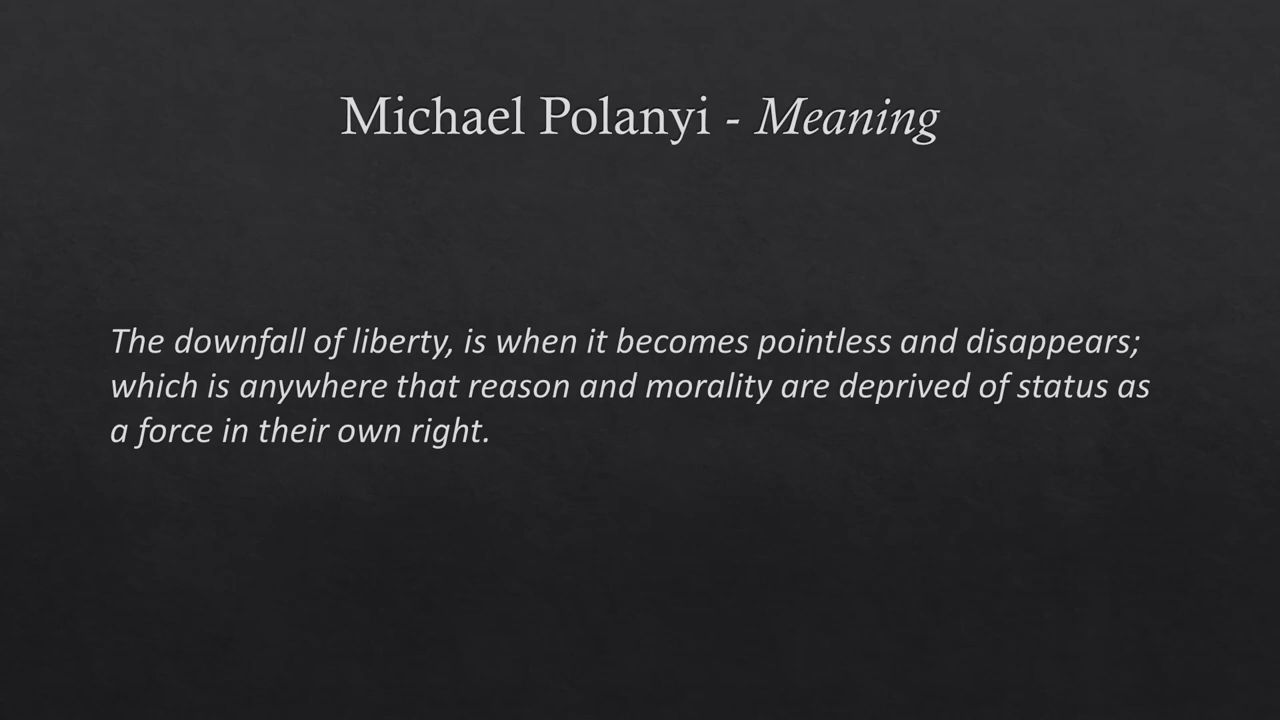 Michael Polanyi - Meaning
The downfall of liberty, is when it becomes pointless and disappears;
which is anywhere that reason and morality are deprived of status as
a force in their own right.